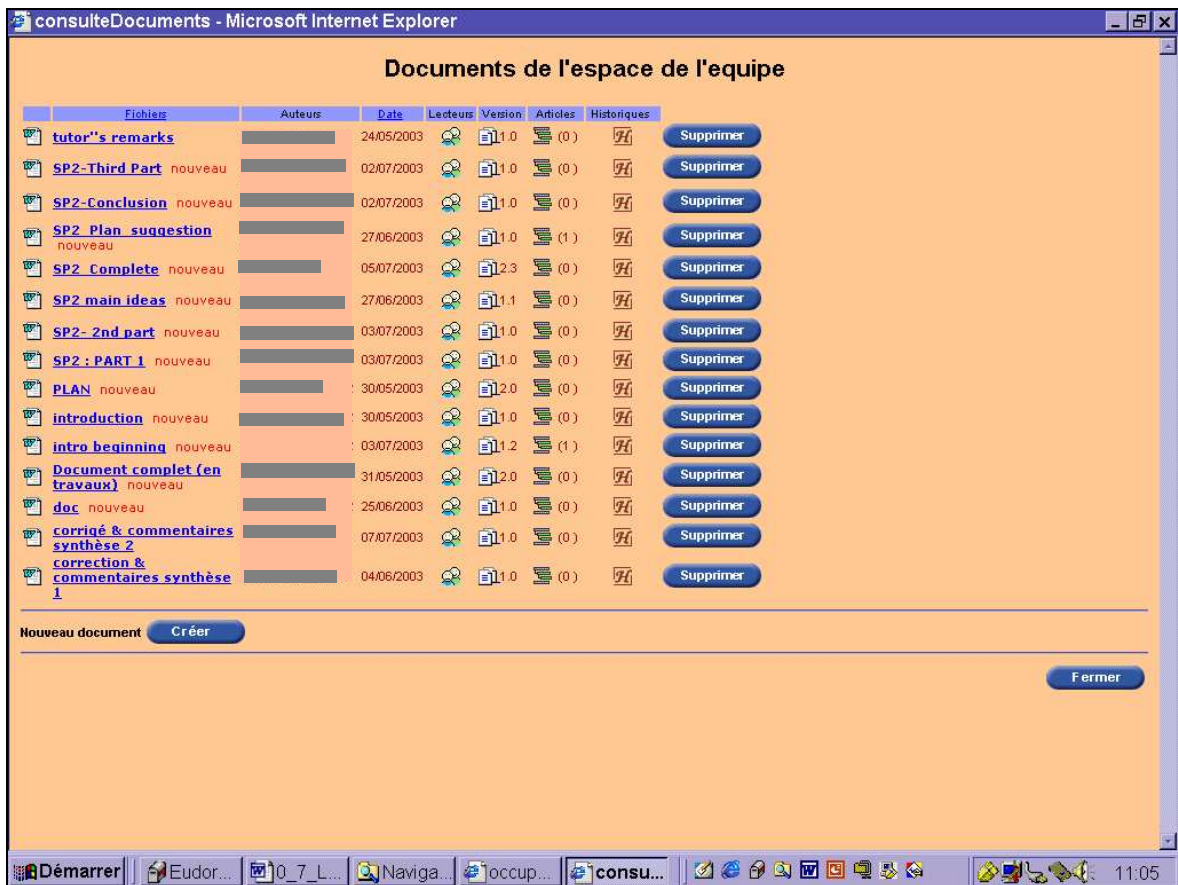 consulteDocuments - Microsoft Internet Explorer
Documents de l'espace de l'equipe
Fichiers Auteurs Date Lecteurs Version Articles Historiques
tutor"s remarks 24/05/2003 1.0 (0) H Supprimer
SP2-Third Part nouveau 02/07/2003 1.0 (0) H Supprimer
SP2-Conclusion nouveau 02/07/2003 1.0 (0) H Supprimer
SP2 Plan suggestion
nouveau 27/06/2003 1.0 (1) H Supprimer
SP2 Complete nouveau 05/07/2003 2.3 (0) H Supprimer
SP2 main ideas nouveau 27/06/2003 1.1 (0) H Supprimer
SP2- 2nd part nouveau 03/07/2003 1.0 (0) H Supprimer
SP2 : PART 1 nouveau 03/07/2003 1.0 (0) H Supprimer
PLAN nouveau 30/05/2003 2.0 (0) H Supprimer
introduction nouveau 30/05/2003 1.0 (0) H Supprimer
intro beginning nouveau 03/07/2003 1.2 (1) H Supprimer
Document complet (en
travaux) nouveau 31/05/2003 2.0 (0) H Supprimer
doc nouveau 25/06/2003 1.0 (0) H Supprimer
corrigé & commentaires
synthèse 2 07/07/2003 1.0 (0) H Supprimer
correction &
commentaires synthèse
1 04/06/2003 1.0 (0) H Supprimer
Nouveau document Créer
Fermer
Démarrer Eudor... 0_7_L... Naviga... occup... consu... 11:05